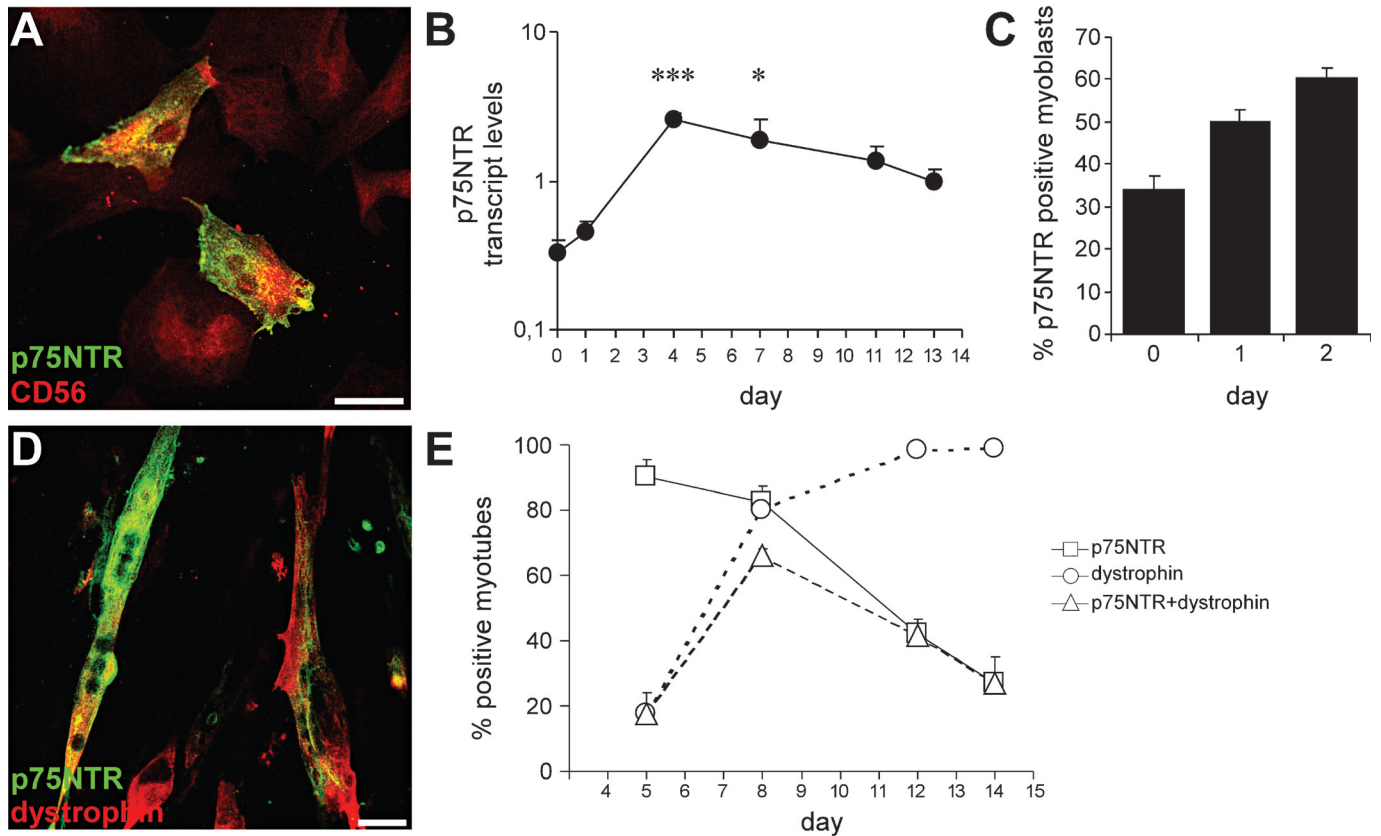 A
p75NTR
CD56
B
p75NTR
transcript levels
10
1
0,1
***
*
0 1 2 3 4 5 6 7 8 9 10 11 12 13 14
day
C
% p75NTR positive myoblasts
70
60
50
40
30
20
10
0
0 1 2
day
D
p75NTR
dystrophin
E
% positive myotubes
100
80
60
40
20
0
4 5 6 7 8 9 10 11 12 13 14 15
day
p75NTR
dystrophin
p75NTR+dystrophin